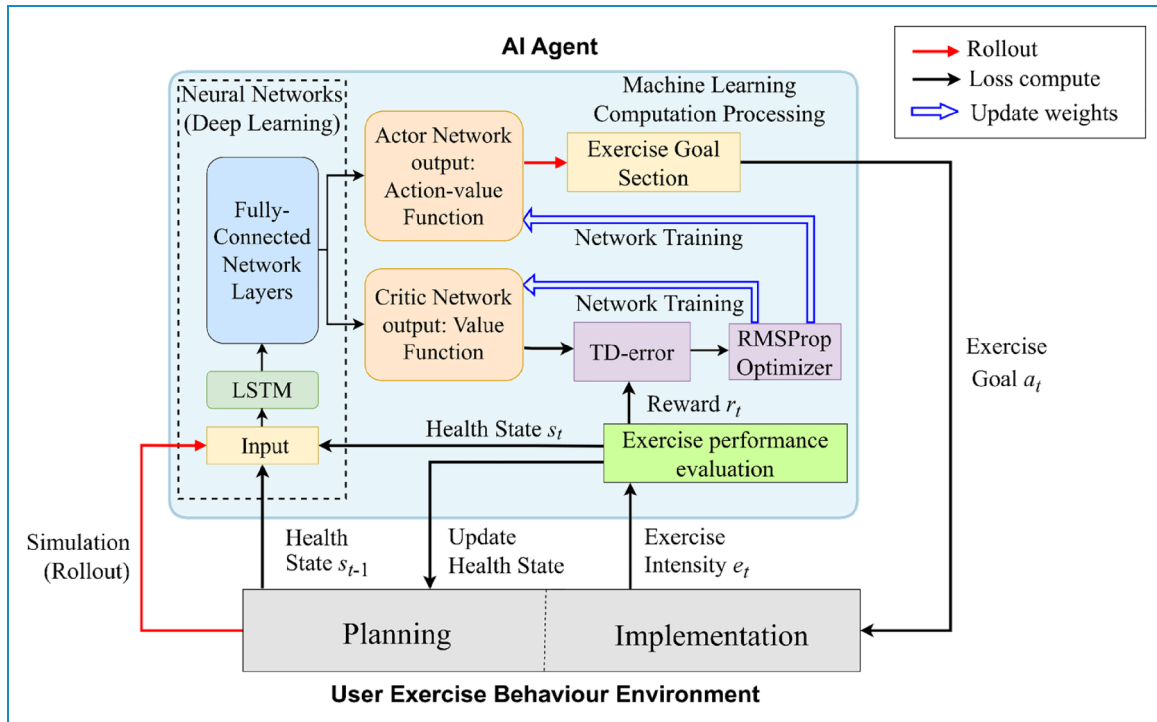 AI Agent
Rollout
Loss compute
Update weights
Neural Networks
(Deep Learning)
Machine Learning
Computation Processing
Actor Network
output:
Action-value
Function
Exercise Goal
Section
Fully-
Connected
Network
Layers
Network Training
Critic Network
output: Value
Function
Network Training
TD-error
RMSProp
Optimizer
Exercise
Goal a_t
LSTM
Reward r_t
Input
Health State s_t
Exercise performance
evaluation
Simulation
(Rollout)
Health
State s_{t-1}
Update
Health State
Exercise
Intensity e_t
Planning
Implementation
User Exercise Behaviour Environment